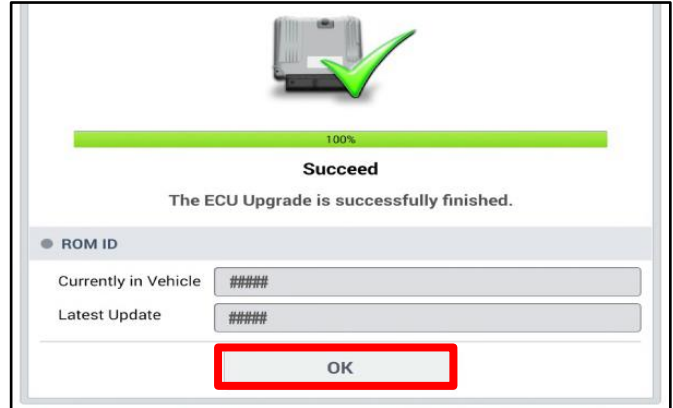 100%
Succeed
The ECU Upgrade is successfully finished.
ROM ID
Currently in Vehicle #####
Latest Update #####
OK